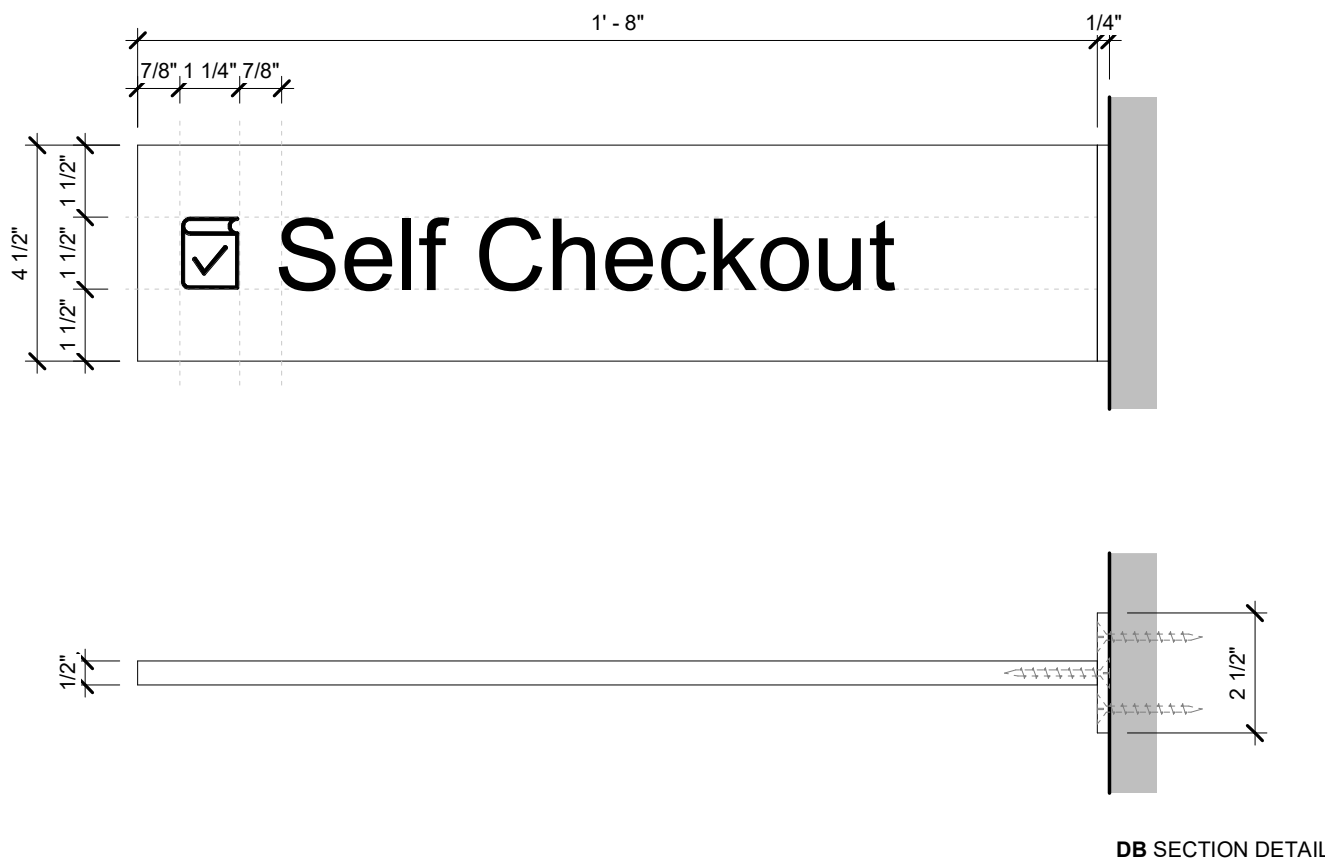 1' - 8" 1/4"
7/8" 1 1/4" 7/8"
4 1/2"
1 1/2"
1 1/2"
1 1/2"
Self Checkout
1/2"
2 1/2"
DB SECTION DETAIL